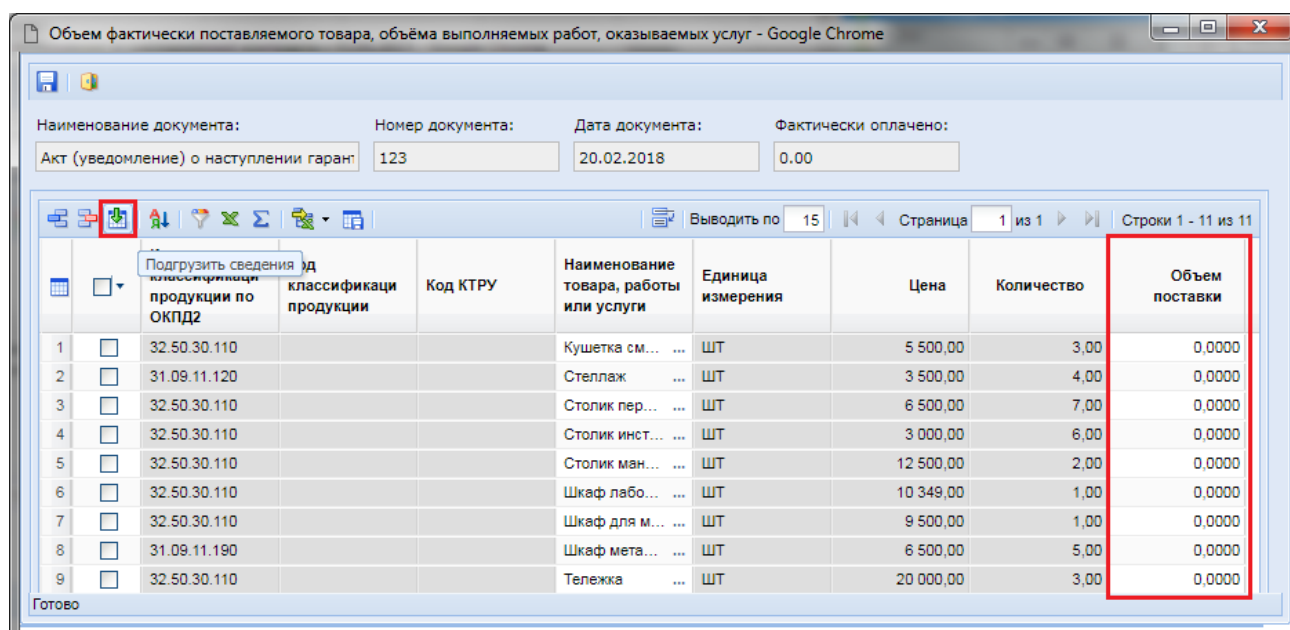 Объем фактически поставляемого товара, объёма выполняемых работ, оказываемых услуг - Google Chrome
Наименование документа: Номер документа: Дата документа: Фактически оплачено:
Акт (уведомление) о наступлении гарант 123 20.02.2018 0.00
Выводить по 15 Страница 1 из 1 Строки 1 - 11 из 11
Подгрузить сведения
классификаци продукции по ОКПД2
классификаци продукции
Код КТРУ
Наименование товара, работы или услуги
Единица измерения
Цена
Количество
Объем поставки
1 32.50.30.110 Кушетка см... ... ШТ 5 500,00 3,00 0,0000
2 31.09.11.120 Стеллаж ... ШТ 3 500,00 4,00 0,0000
3 32.50.30.110 Столик пер... ... ШТ 6 500,00 7,00 0,0000
4 32.50.30.110 Столик инст... ... ШТ 3 000,00 6,00 0,0000
5 32.50.30.110 Столик ман... ... ШТ 12 500,00 2,00 0,0000
6 32.50.30.110 Шкаф лабо... ... ШТ 10 349,00 1,00 0,0000
7 32.50.30.110 Шкаф для м... ... ШТ 9 500,00 1,00 0,0000
8 31.09.11.190 Шкаф мета... ... ШТ 6 500,00 5,00 0,0000
9 32.50.30.110 Тележка ... ШТ 20 000,00 3,00 0,0000
Готово